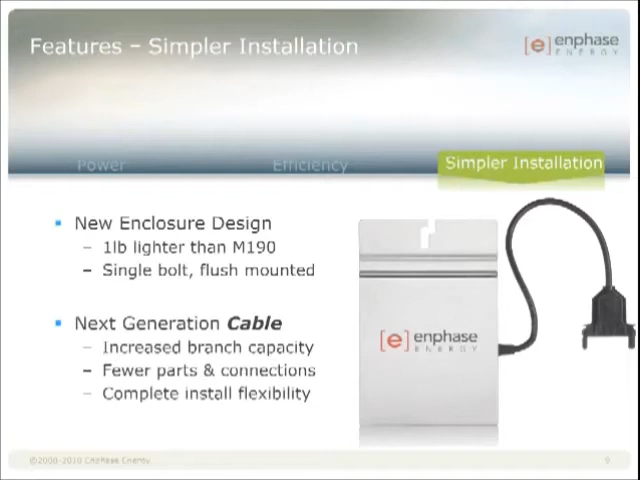 Features – Simpler Installation
[e] enphase
ENERGY
Power
Efficiency
Simpler Installation
New Enclosure Design
– 1lb lighter than M190
– Single bolt, flush mounted
Next Generation Cable
– Increased branch capacity
– Fewer parts & connections
– Complete install flexibility
[e] enphase
ENERGY
©2008-2010 Enphase Energy
9